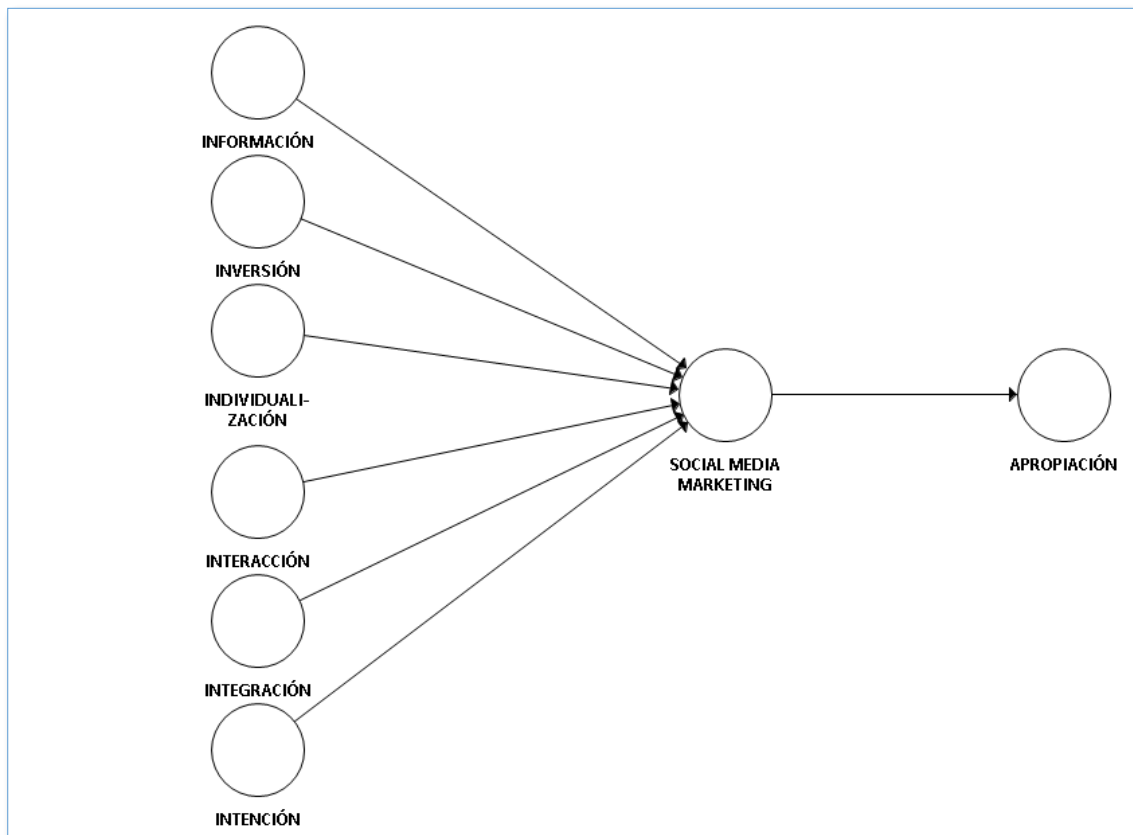 INFORMACIÓN
INVERSIÓN
INDIVIDUALI-
ZACIÓN
INTERACCIÓN
INTEGRACIÓN
INTENCIÓN
SOCIAL MEDIA
MARKETING
APROPIACIÓN